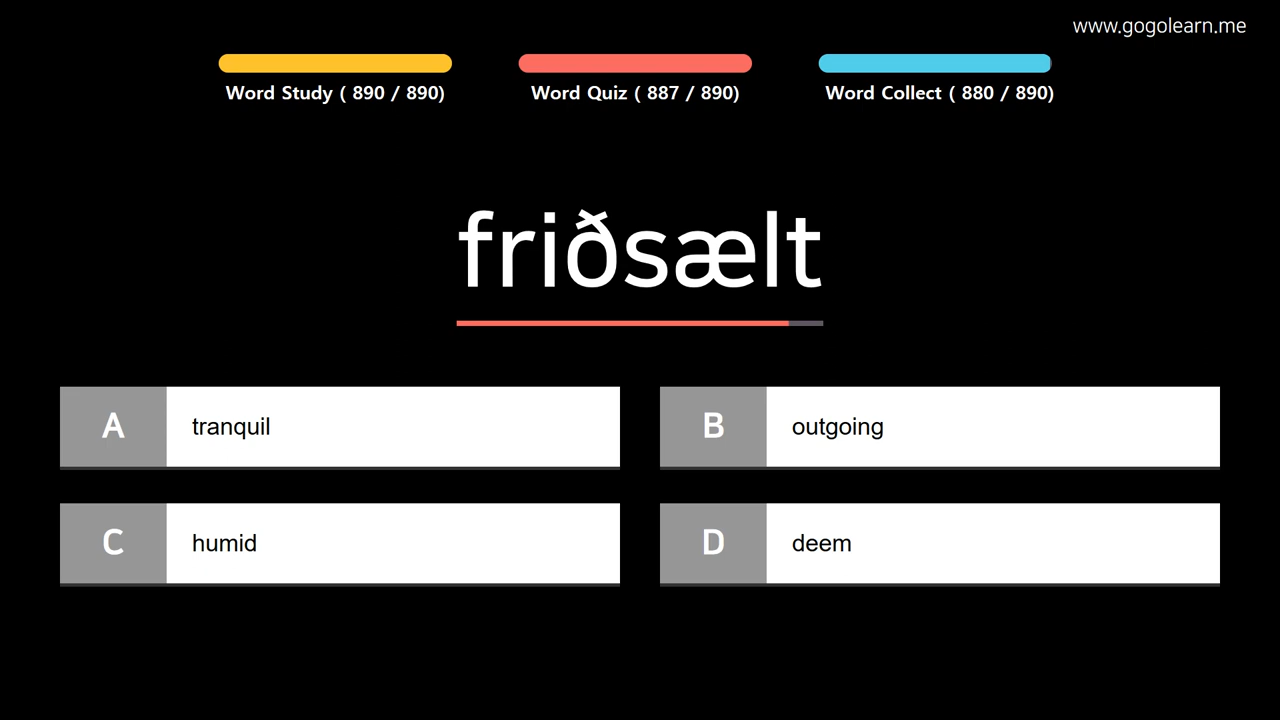 www.gogolearn.me
Word Study ( 890 / 890)
Word Quiz ( 887 / 890)
Word Collect ( 880 / 890)
friðsælt
A tranquil
B outgoing
C humid
D deem